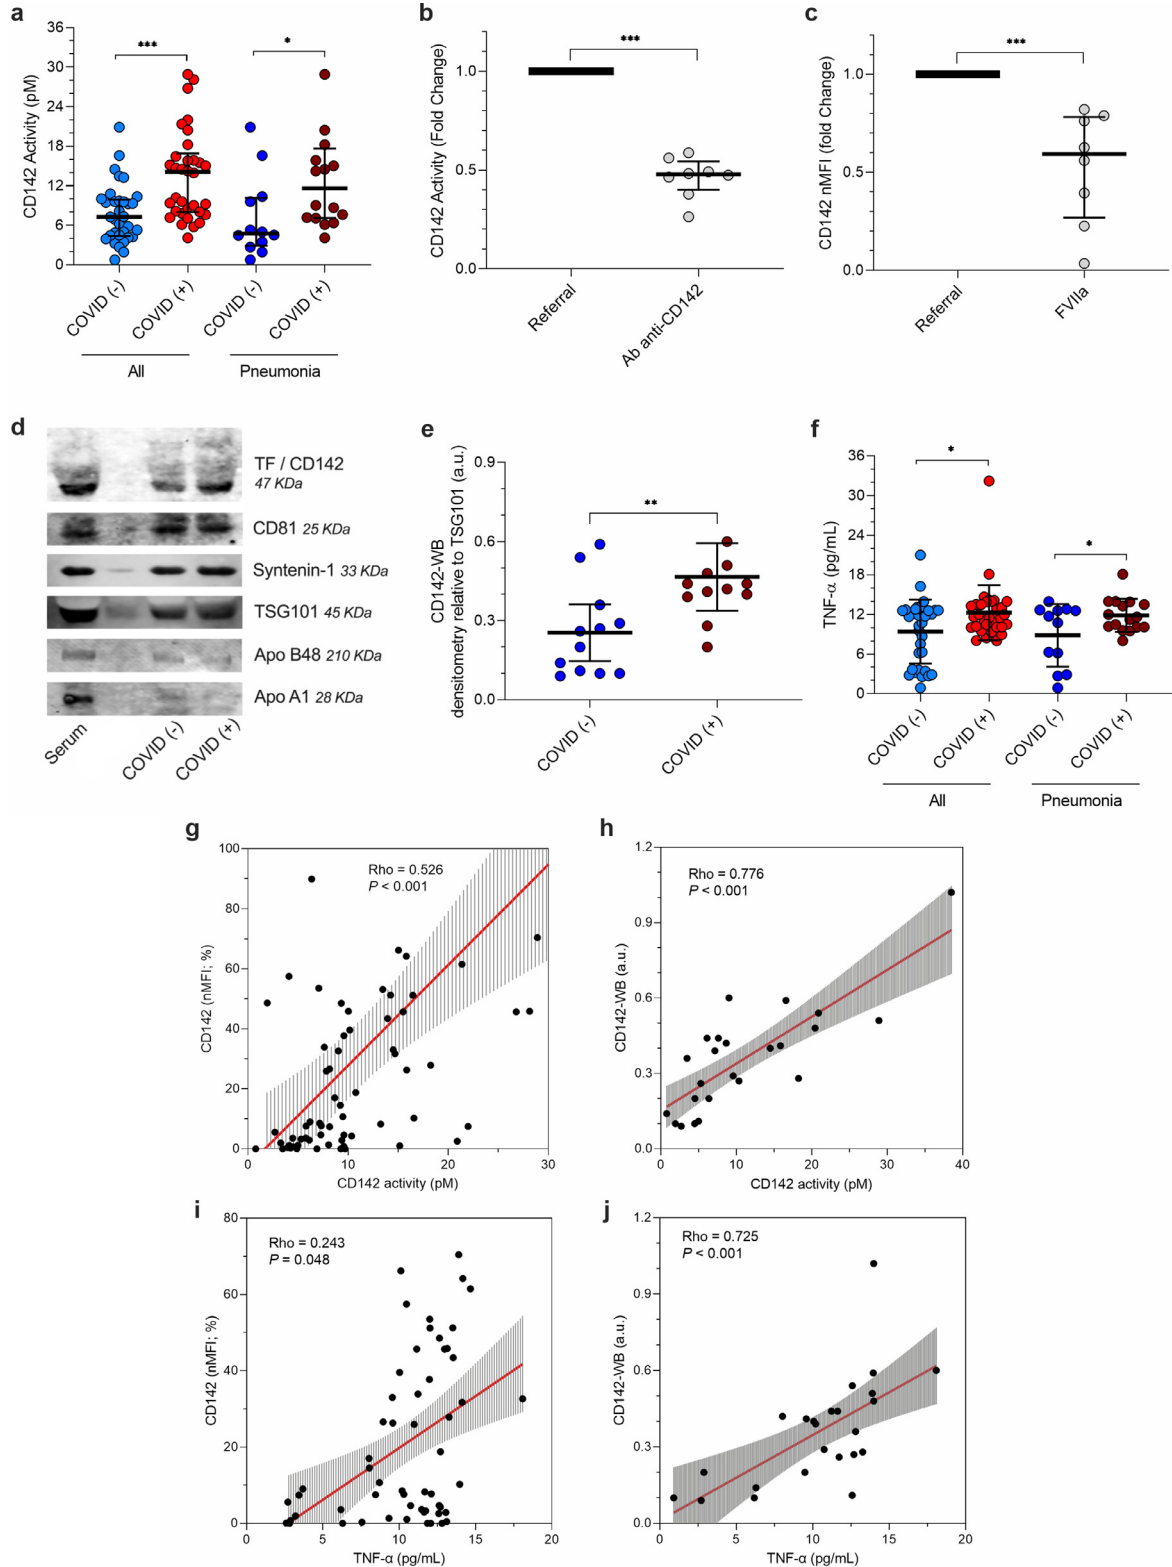 a
CD142 Activity (pM)
36
30
24
18
12
6
0
***
*
COVID (-)
COVID (+)
COVID (-)
COVID (+)
All
Pneumonia
b
CD142 Activity (Fold Change)
1.0
0.5
0.0
***
Referral
Ab anti-CD142
c
CD142 nMFI (fold Change)
1.0
0.5
0.0
***
Referral
FVIIa
d
TF / CD142
47 KDa
CD81 25 KDa
Syntenin-1 33 KDa
TSG101 45 KDa
Apo B48 210 KDa
Apo A1 28 KDa
Serum
COVID (-)
COVID (+)
e
CD142-WB
densitometry relative to TSG101 (a.u.)
0.9
0.6
0.3
0.0
**
COVID (-)
COVID (+)
f
TNF-α (pg/mL)
36
30
24
18
12
6
0
*
*
COVID (-)
COVID (+)
COVID (-)
COVID (+)
All
Pneumonia
g
Rho = 0.526
P < 0.001
CD142 (nMFI; %)
100
80
60
40
20
0
0 10 20 30
CD142 activity (pM)
h
Rho = 0.776
P < 0.001
CD142-WB (a.u.)
1.2
0.9
0.6
0.3
0.0
0 10 20 30 40
CD142 activity (pM)
i
Rho = 0.243
P = 0.048
CD142 (nMFI; %)
80
60
40
20
0
0 5 10 15 20
TNF-α (pg/mL)
j
Rho = 0.725
P < 0.001
CD142-WB (a.u.)
1.2
0.9
0.6
0.3
0.0
0 5 10 15 20
TNF-α (pg/mL)